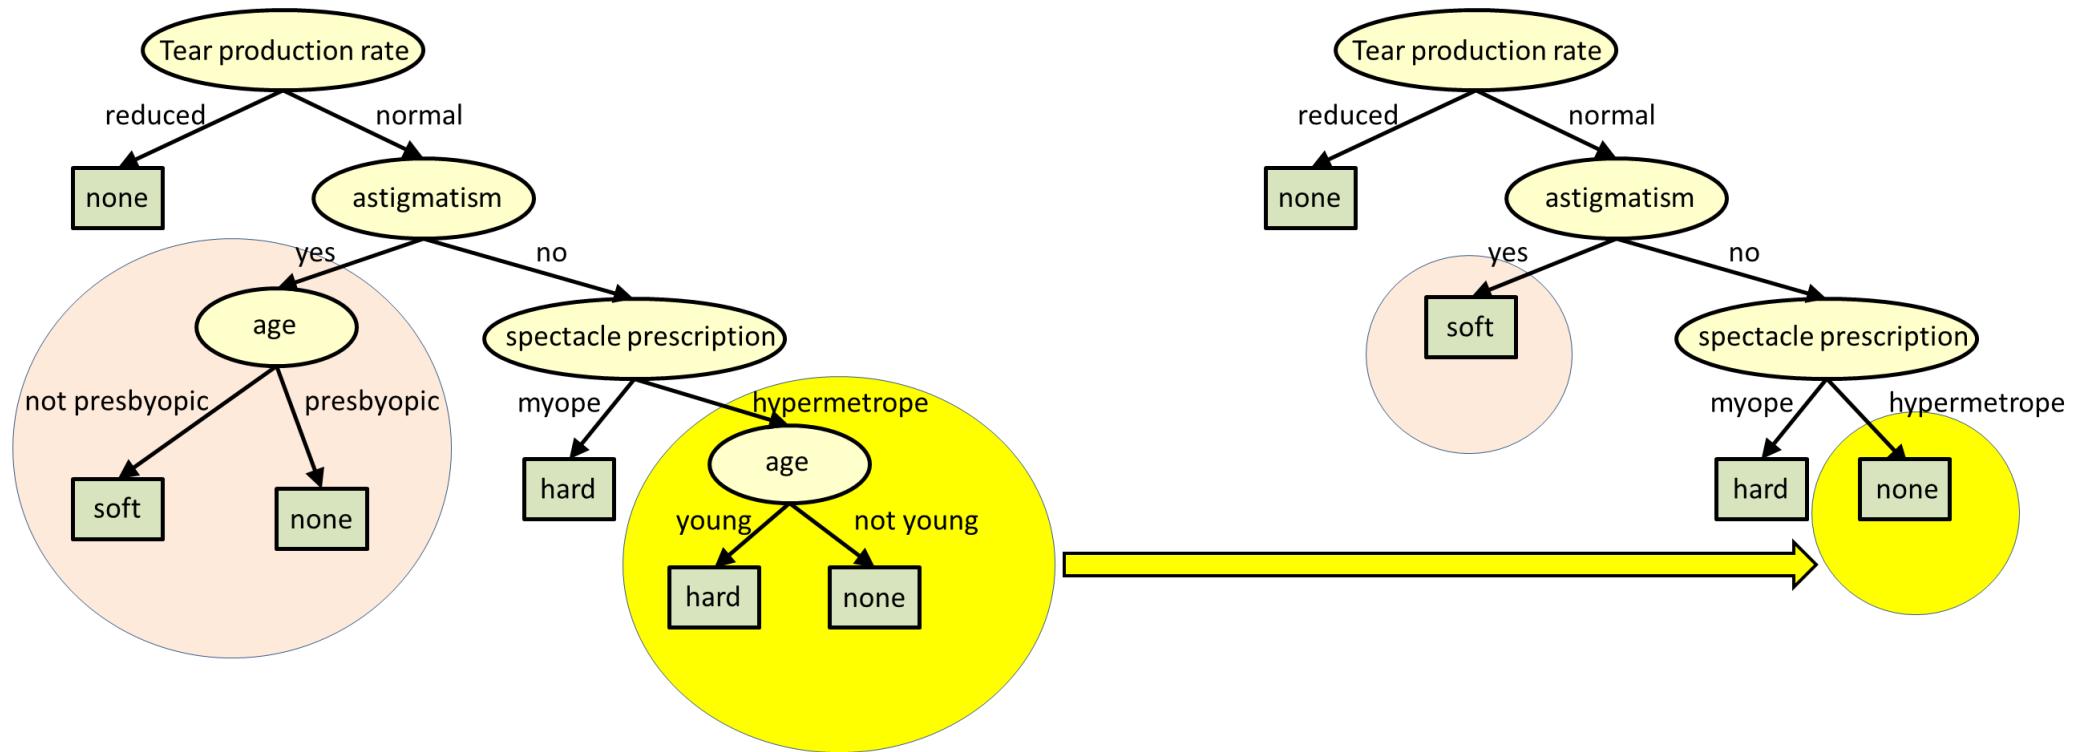 Tear production rate
reduced
normal
none
astigmatism
yes
no
age
spectacle prescription
not presbyopic
presbyopic
myope
hypermetrope
soft
none
hard
age
young
not young
hard
none
Tear production rate
reduced
normal
none
astigmatism
yes
no
soft
spectacle prescription
myope
hypermetrope
hard
none